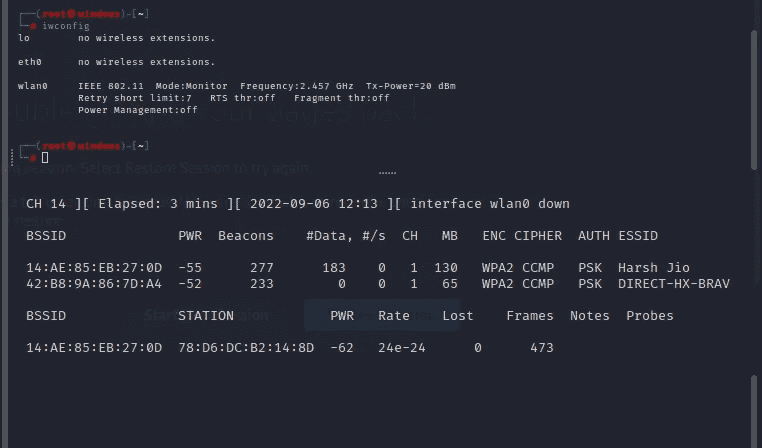 ┌──(root㉿windows)-[~]
└─# iwconfig
lo        no wireless extensions.
eth0      no wireless extensions.
wlan0     IEEE 802.11  Mode:Monitor  Frequency:2.457 GHz  Tx-Power=20 dBm
          Retry short limit:7   RTS thr:off   Fragment thr:off
          Power Management:off
┌──(root㉿windows)-[~]
└─#
CH 14 ][ Elapsed: 3 mins ][ 2022-09-06 12:13 ][ interface wlan0 down
BSSID              PWR  Beacons    #Data, #/s  CH   MB   ENC CIPHER  AUTH ESSID
14:AE:85:EB:27:0D  -55      277      183    0   1  130   WPA2 CCMP   PSK  Harsh Jio
42:B8:9A:86:7D:A4  -52      233        0    0   1   65   WPA2 CCMP   PSK  DIRECT-HX-BRAV
BSSID              STATION            PWR   Rate    Lost    Frames  Notes  Probes
14:AE:85:EB:27:0D  78:D6:DC:B2:14:8D  -62   24e-24      0      473